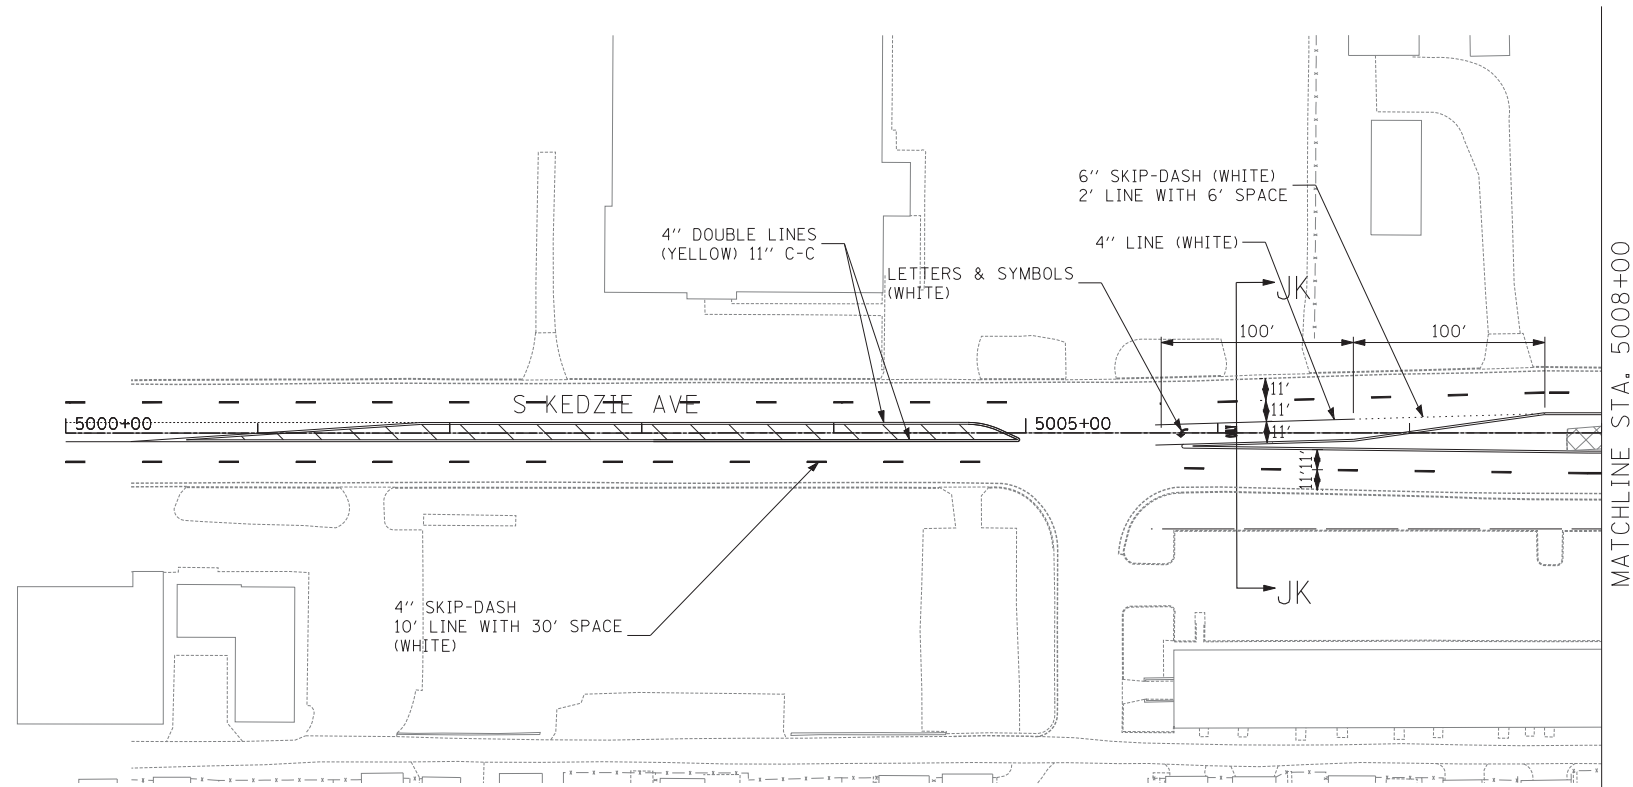 6'' SKIP-DASH (WHITE)
2' LINE WITH 6' SPACE
4'' DOUBLE LINES
(YELLOW) 11'' C-C
4'' LINE (WHITE)
LETTERS & SYMBOLS
(WHITE)
JK
100'
100'
MATCHLINE STA. 5008+00
S KEDZIE AVE
5000+00
5005+00
11'
11'
11'
11'
11'
4'' SKIP-DASH
10' LINE WITH 30' SPACE
(WHITE)
JK